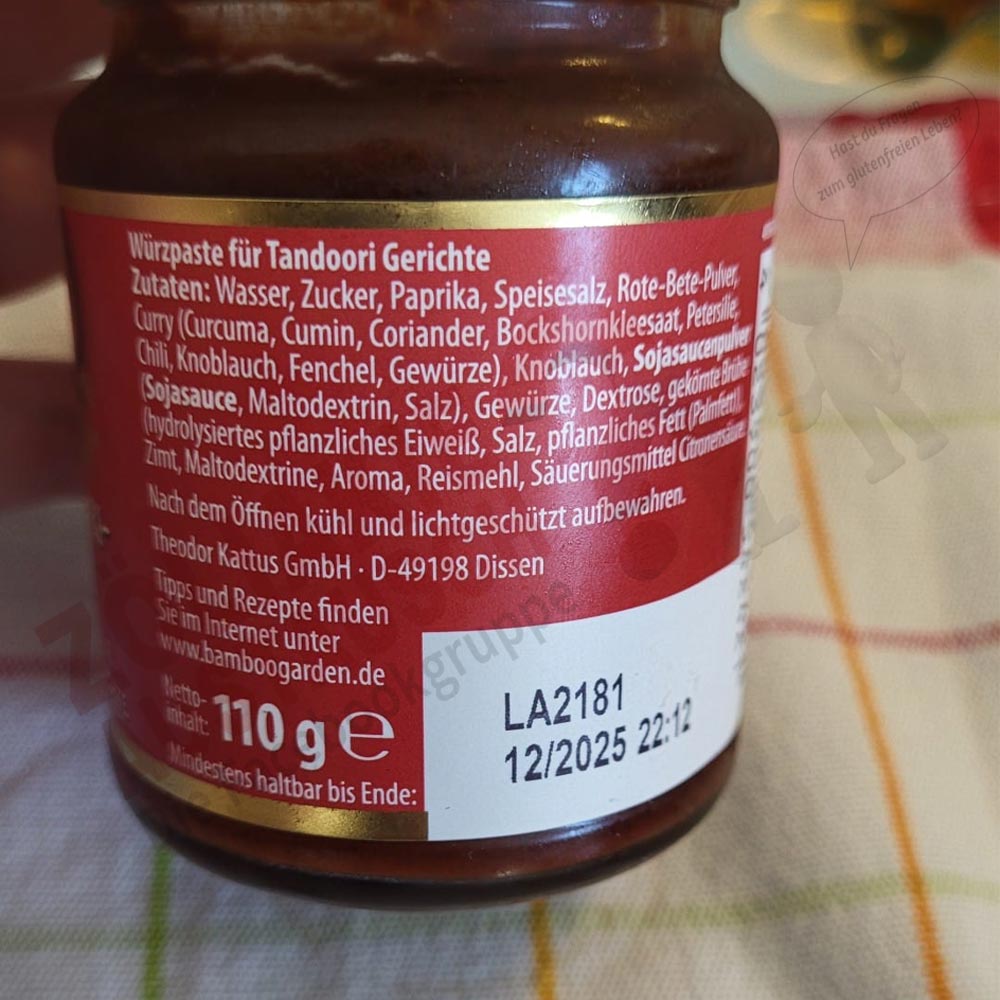 Hast du Fragen
zum glutenfreien Leben?
Würzpaste für Tandoori Gerichte
Zutaten: Wasser, Zucker, Paprika, Speisesalz, Rote-Bete-Pulver,
Curry (Curcuma, Cumin, Coriander, Bockshornkleesaat, Petersilie,
Chili, Knoblauch, Fenchel, Gewürze), Knoblauch, Sojasaucenpulver
(Sojasauce, Maltodextrin, Salz), Gewürze, Dextrose, gekörnte Brühe
(hydrolysiertes pflanzliches Eiweiß, Salz, pflanzliches Fett (Palmfett)),
Zimt, Maltodextrine, Aroma, Reismehl, Säuerungsmittel Citronensäure.
Nach dem Öffnen kühl und lichtgeschützt aufbewahren.
Theodor Kattus GmbH · D-49198 Dissen
Tipps und Rezepte finden
Sie im Internet unter
www.bamboogarden.de
Netto-
inhalt: 110 g e
Mindestens haltbar bis Ende:
LA2181
12/2025 22:12